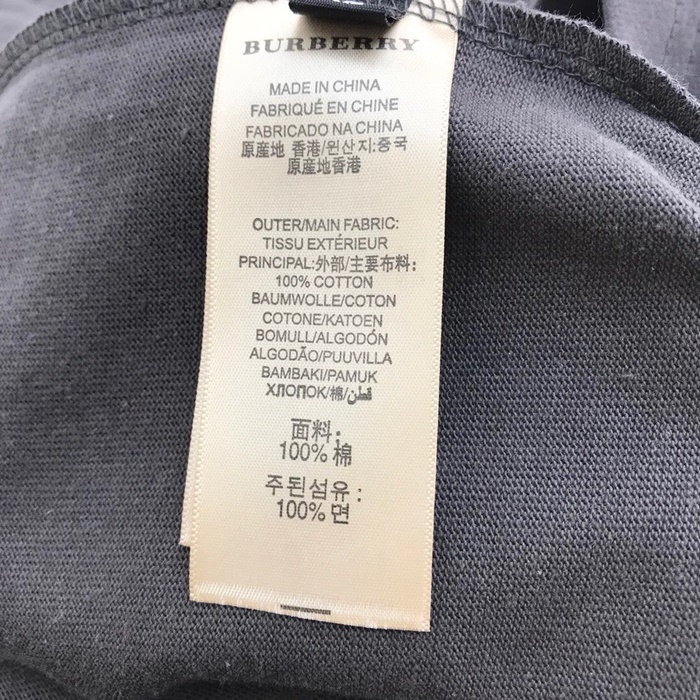 BURBERRY
MADE IN CHINA
FABRIQUÉ EN CHINE
FABRICADO NA CHINA
原産地 香港/원산지:중국
原産地香港
OUTER/MAIN FABRIC:
TISSU EXTÉRIEUR
PRINCIPAL:外部/主要布料:
100% COTTON
BAUMWOLLE/COTON
COTONE/KATOEN
BOMULL/ALGODÓN
ALGODÃO/PUUVILLA
BAMBAKI/PAMUK
ХЛОПОК/棉/قطن
面料:
100% 棉
주된섬유:
100% 면